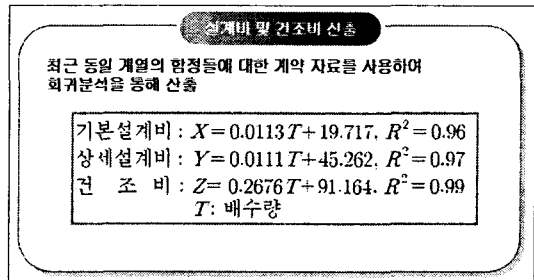 설계비 및 건조비 산출
최근 동일 계열의 함정들에 대한 계약 자료를 사용하여
회귀분석을 통해 산출
기본설계비 : X=0.0113T+19.717, R²=0.96
상세설계비 : Y=0.0111T+45.262, R²=0.97
건 조 비 : Z= 0.2676T+91.164. R²=0.99
T: 배수량